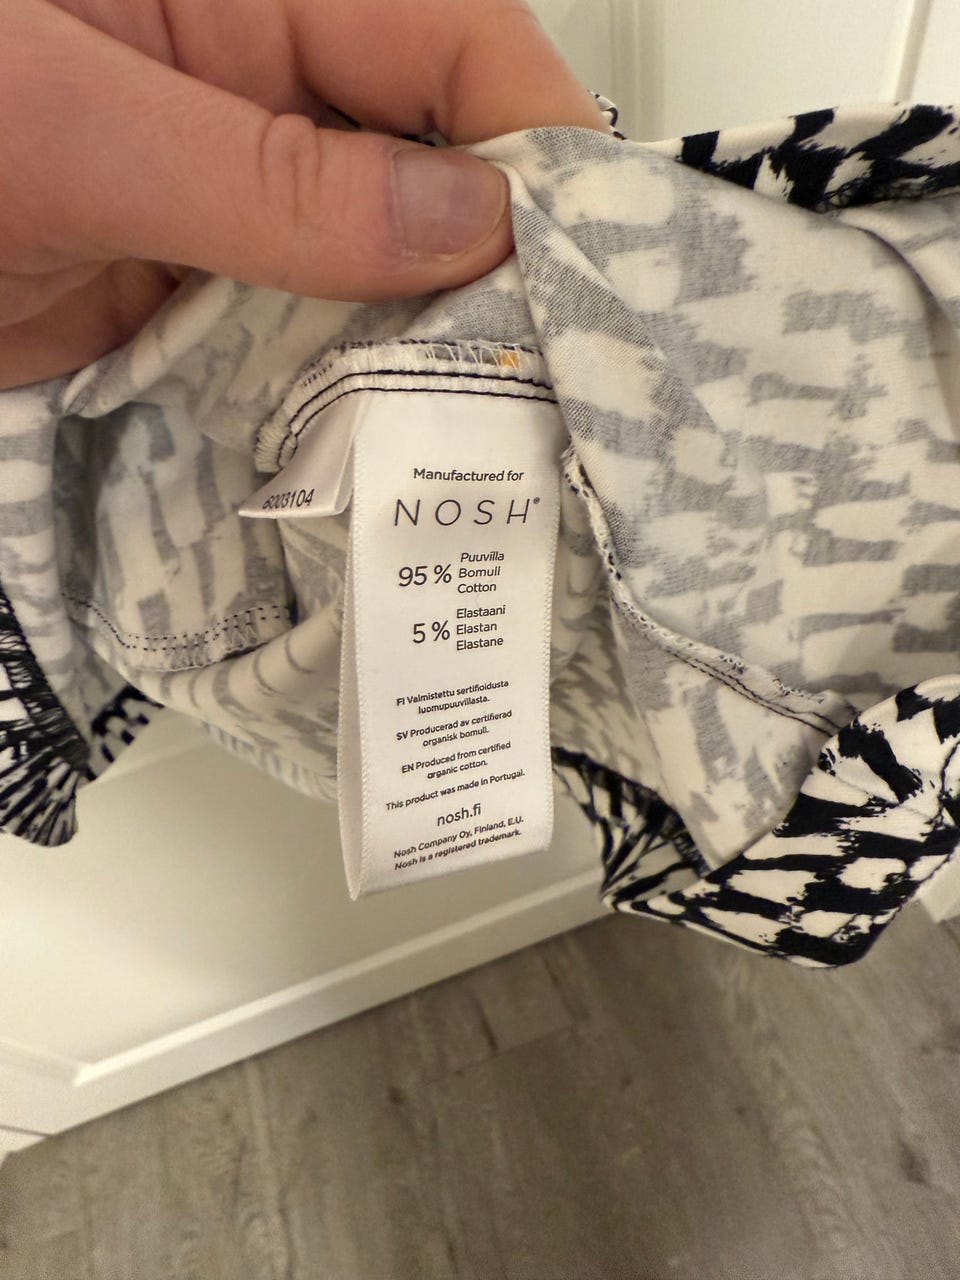 6003104
Manufactured for
NOSH®
95%
Puuvilla
Bomull
Cotton
5%
Elastaani
Elastan
Elastane
FI Valmistettu sertifioidusta
luomupuuvillasta.
SV Producerad av certifierad
organisk bomull.
EN Produced from certified
organic cotton.
This product was made in Portugal.
nosh.fi
Nosh Company Oy, Finland, E.U.
Nosh is a registered trademark.